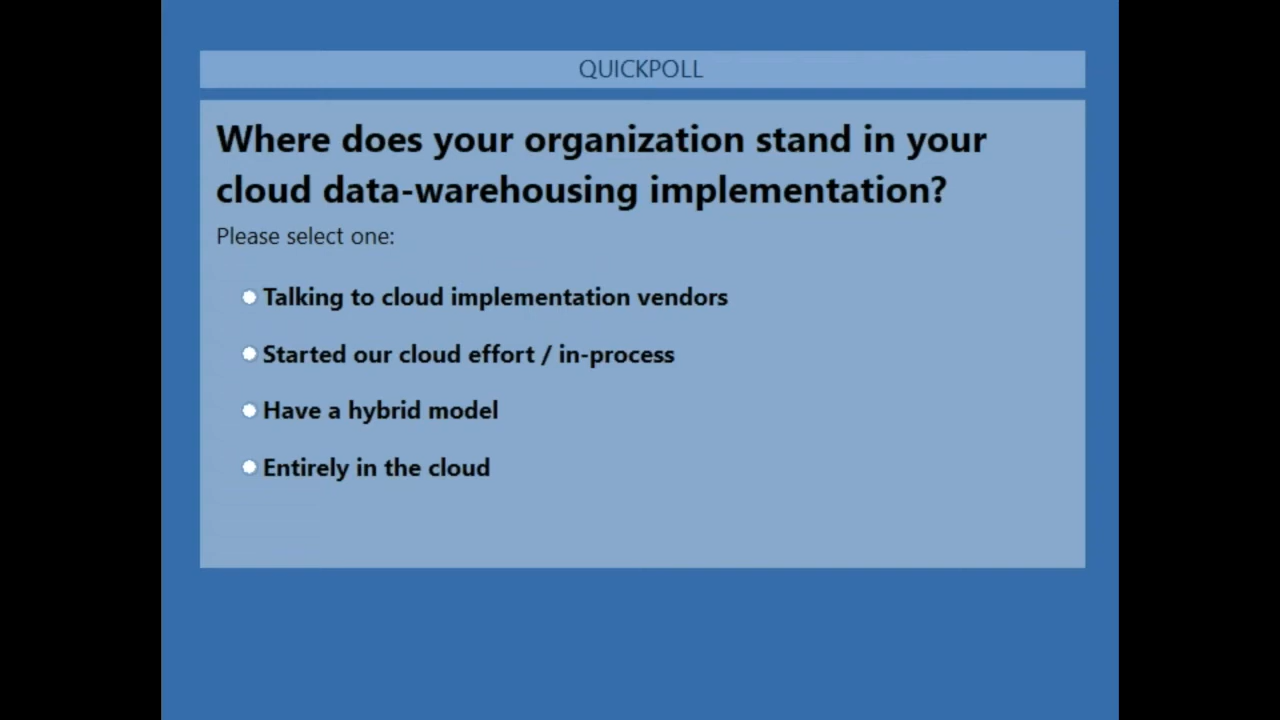 QUICKPOLL
Where does your organization stand in your
cloud data-warehousing implementation?
Please select one:
Talking to cloud implementation vendors
Started our cloud effort / in-process
Have a hybrid model
Entirely in the cloud